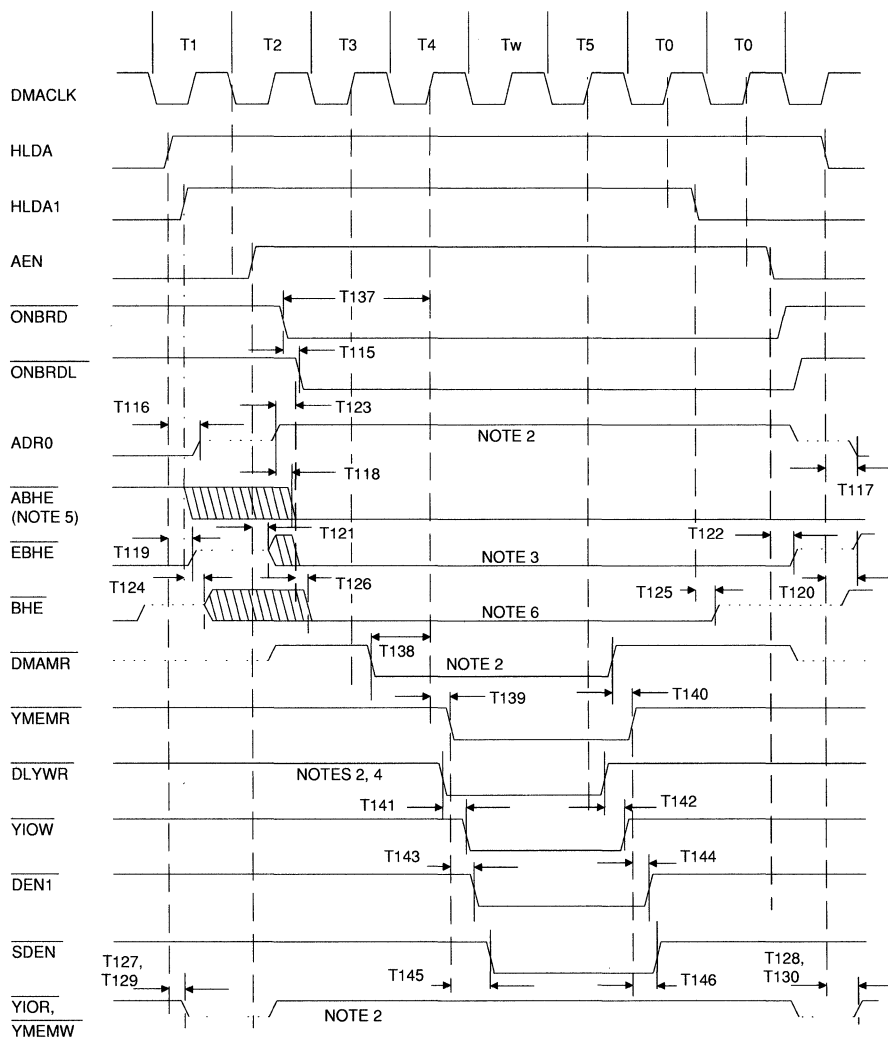 T1 T2 T3 T4 Tw T5 T0 T0
DMACLK
HLDA
HLDA1
AEN
T137
ONBRD
T115
ONBRDL
T116 T123
ADR0 NOTE 2
T118 T117
ABHE
(NOTE 5)
T121 T122
T119
EBHE NOTE 3
T124 T126 T125 T120
BHE NOTE 6
T138
DMAMR NOTE 2
T139 T140
YMEMR
DLYWR NOTES 2, 4
T141 T142
YIOW
T143 T144
DEN1
SDEN
T127,
T129 T145 T146 T128,
T130
YIOR,
YMEMW NOTE 2